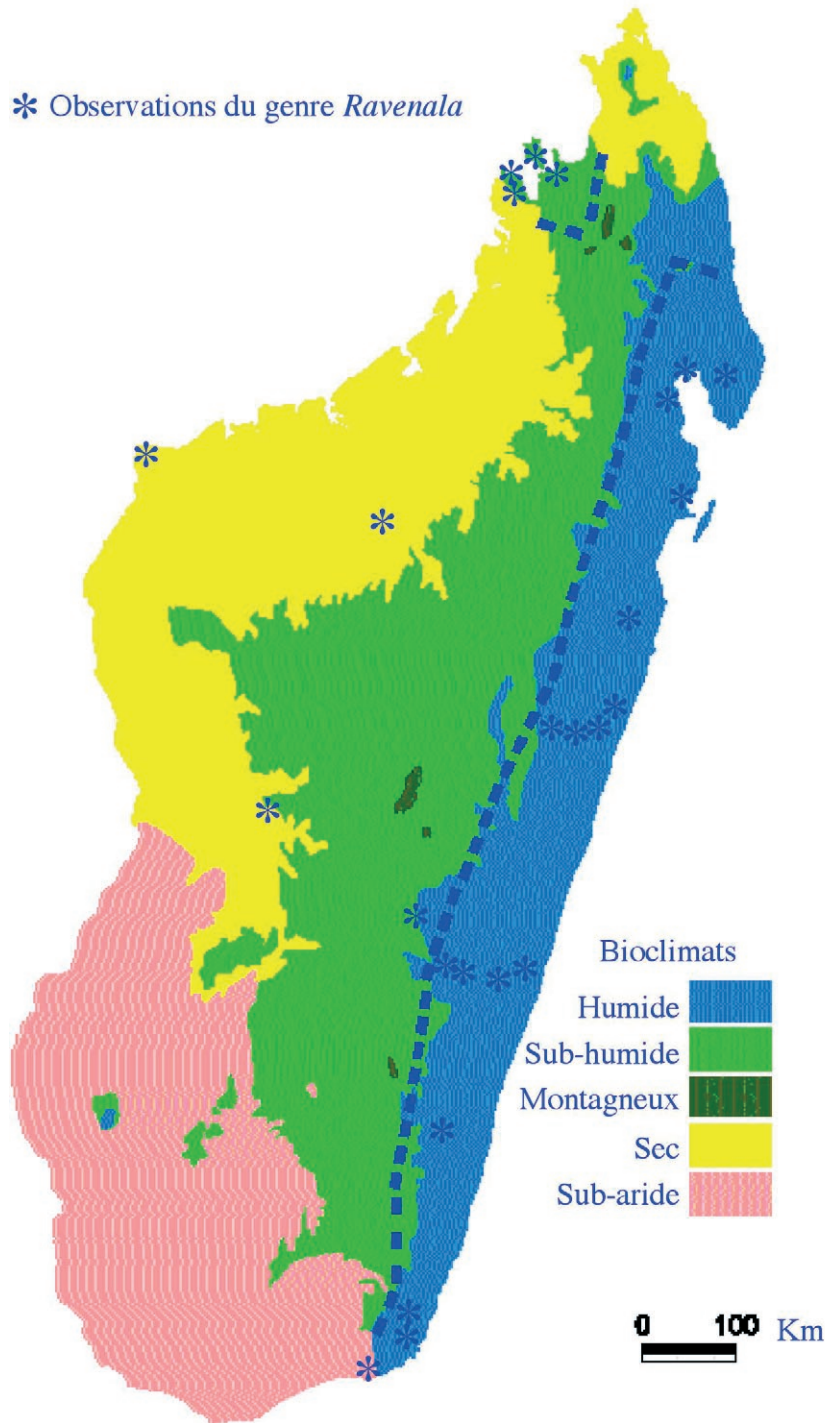 * Observations du genre Ravenala
Bioclimats
Humide
Sub-humide
Montagneux
Sec
Sub-aride
0 100 Km